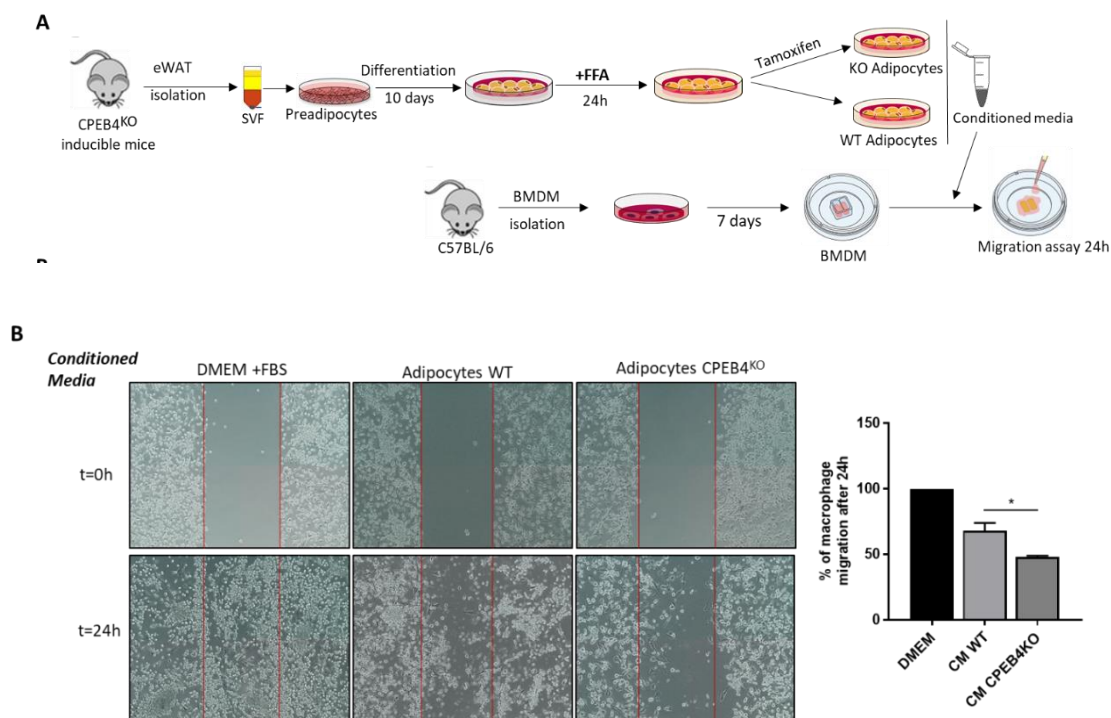 A
eWAT
isolation
CPEB4KO
inducible mice
SVF
Preadipocytes
Differentiation
10 days
+FFA
24h
Tamoxifen
KO Adipocytes
WT Adipocytes
Conditioned media
C57BL/6
BMDM
isolation
7 days
BMDM
Migration assay 24h
B
Conditioned
Media
DMEM +FBS
Adipocytes WT
Adipocytes CPEB4KO
t=0h
t=24h
% of macrophage
migration after 24h
150
100
50
0
*
DMEM
CM WT
CM CPEB4KO